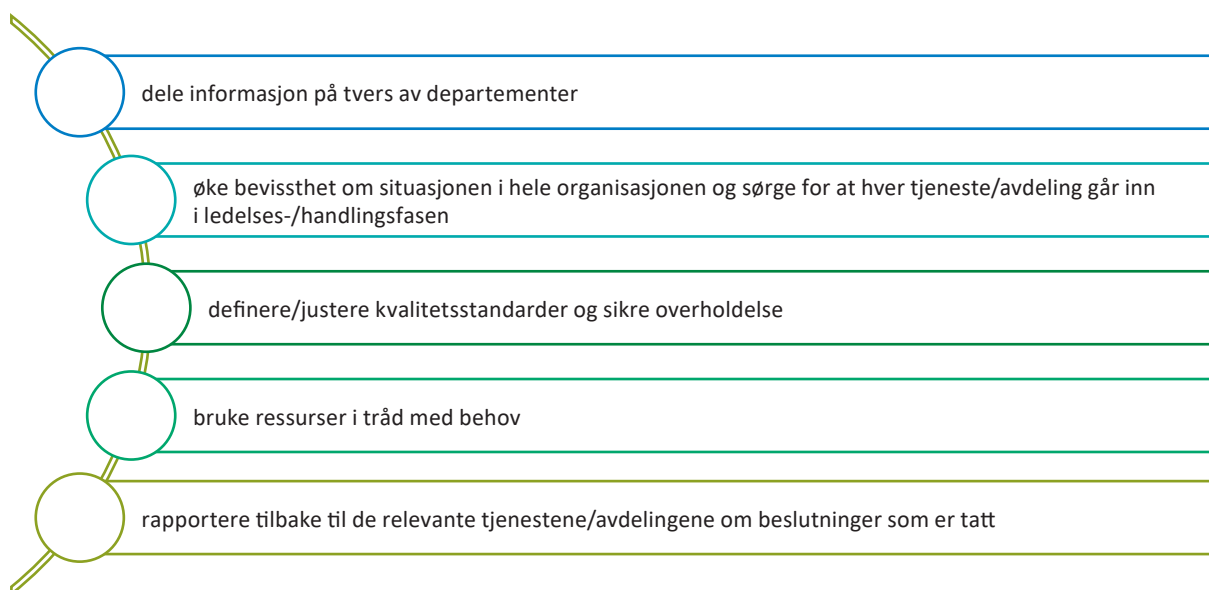 dele informasjon på tvers av departementer
øke bevissthet om situasjonen i hele organisasjonen og sørge for at hver tjeneste/avdeling går inn
i ledelses-/handlingsfasen
definere/justere kvalitetsstandarder og sikre overholdelse
bruke ressurser i tråd med behov
rapportere tilbake til de relevante tjenestene/avdelingene om beslutninger som er tatt